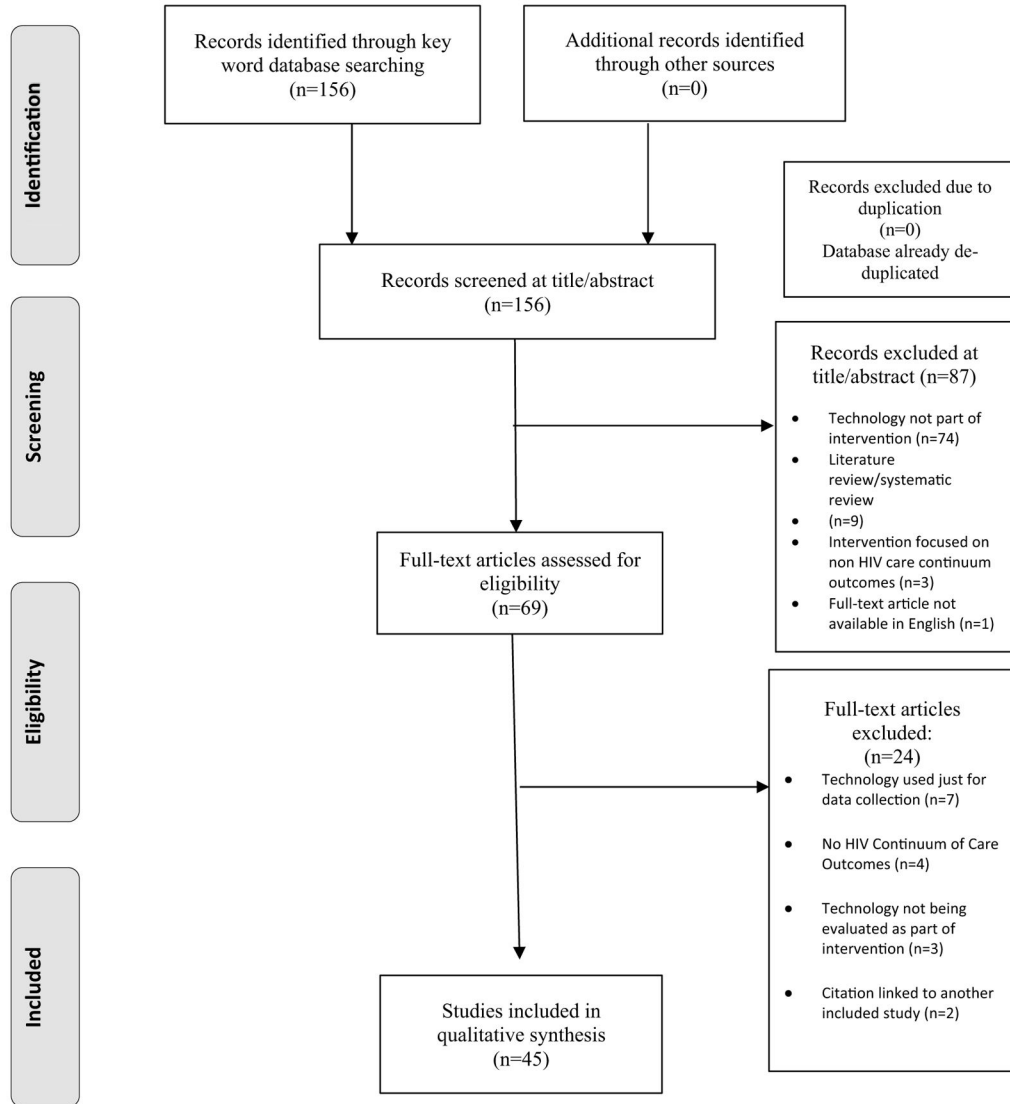 Identification
Records identified through key
word database searching
(n=156)
Additional records identified
through other sources
(n=0)
Records excluded due to
duplication
(n=0)
Database already de-
duplicated
Records screened at title/abstract
(n=156)
Screening
Records excluded at
title/abstract (n=87)
• Technology not part of
intervention (n=74)
• Literature
review/systematic
review
• (n=9)
• Intervention focused on
non HIV care continuum
outcomes (n=3)
• Full-text article not
available in English (n=1)
Eligibility
Full-text articles assessed for
eligibility
(n=69)
Full-text articles
excluded:
(n=24)
• Technology used just for
data collection (n=7)
• No HIV Continuum of Care
Outcomes (n=4)
• Technology not being
evaluated as part of
intervention (n=3)
• Citation linked to another
included study (n=2)
Included
Studies included in
qualitative synthesis
(n=45)